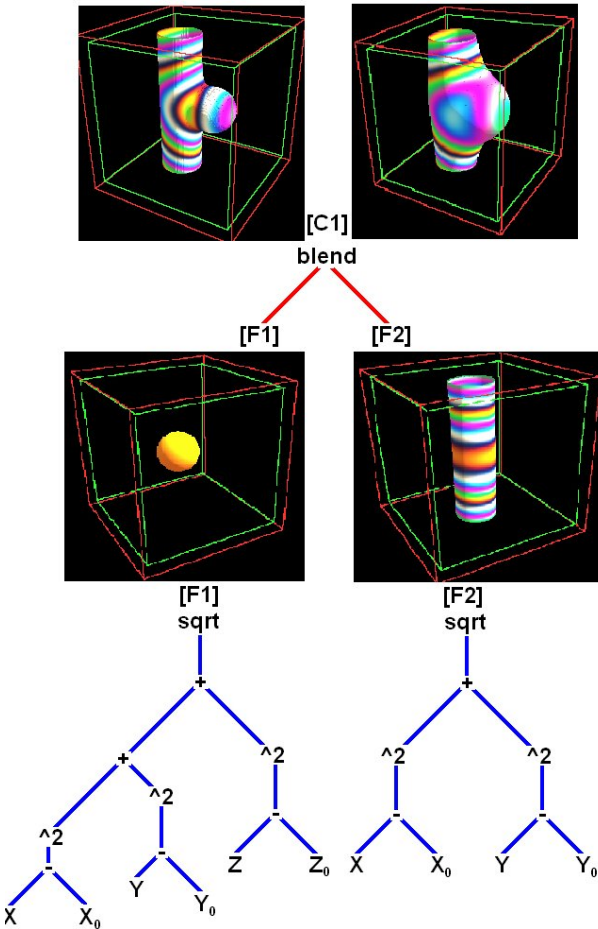 [C1]
blend
[F1] [F2]
[F1] [F2]
sqrt sqrt
+ +
+ ^2 ^2 ^2
^2 ^2
- - - -
- Z Z₀ X X₀ Y Y₀
Y Y₀
X X₀